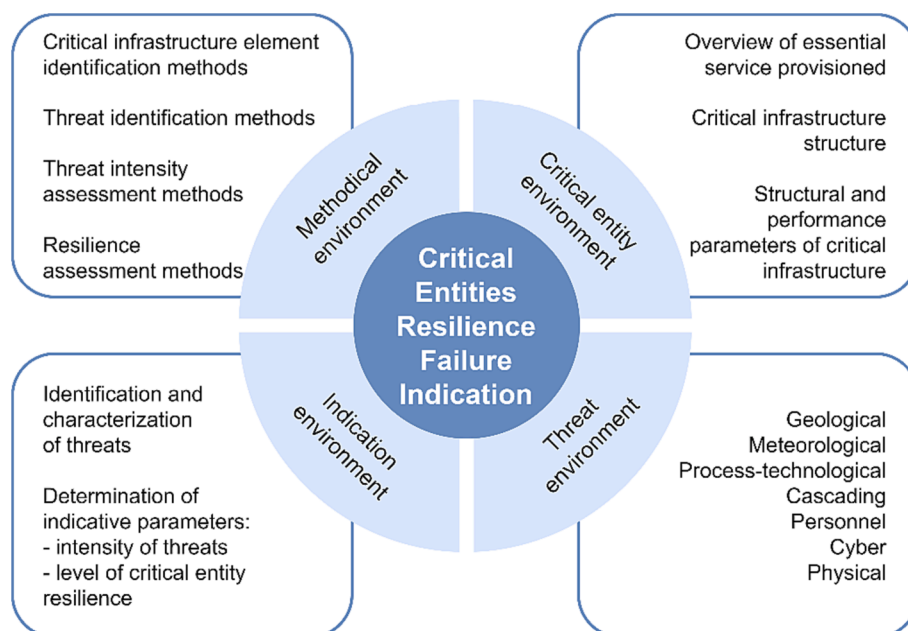 Critical infrastructure element
identification methods
Threat identification methods
Threat intensity
assessment methods
Resilience
assessment methods
Overview of essential
service provisioned
Critical infrastructure
structure
Structural and
performance
parameters of critical
infrastructure
Methodical
environment
Critical entity
environment
Critical
Entities
Resilience
Failure
Indication
Indication
environment
Threat
environment
Identification and
characterization
of threats
Determination of
indicative parameters:
- intensity of threats
- level of critical entity
resilience
Geological
Meteorological
Process-technological
Cascading
Personnel
Cyber
Physical